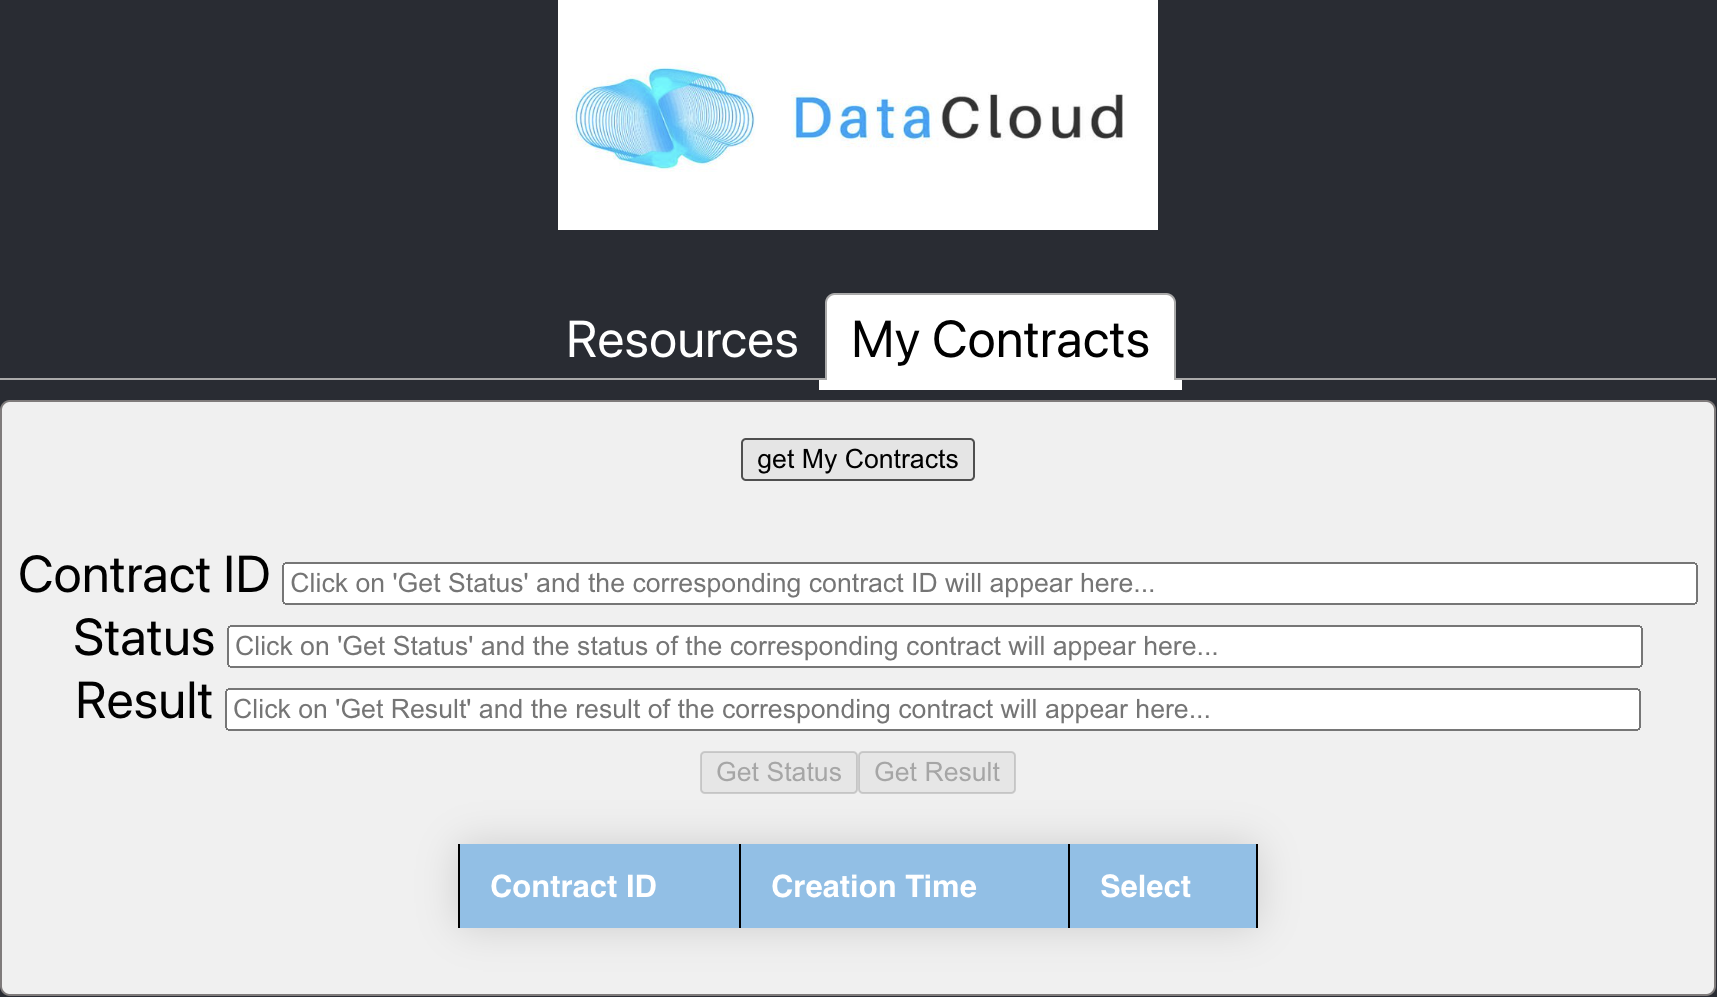 DataCloud
Resources My Contracts
get My Contracts
Contract ID Click on 'Get Status' and the corresponding contract ID will appear here...
Status Click on 'Get Status' and the status of the corresponding contract will appear here...
Result Click on 'Get Result' and the result of the corresponding contract will appear here...
Get Status Get Result
Contract ID Creation Time Select